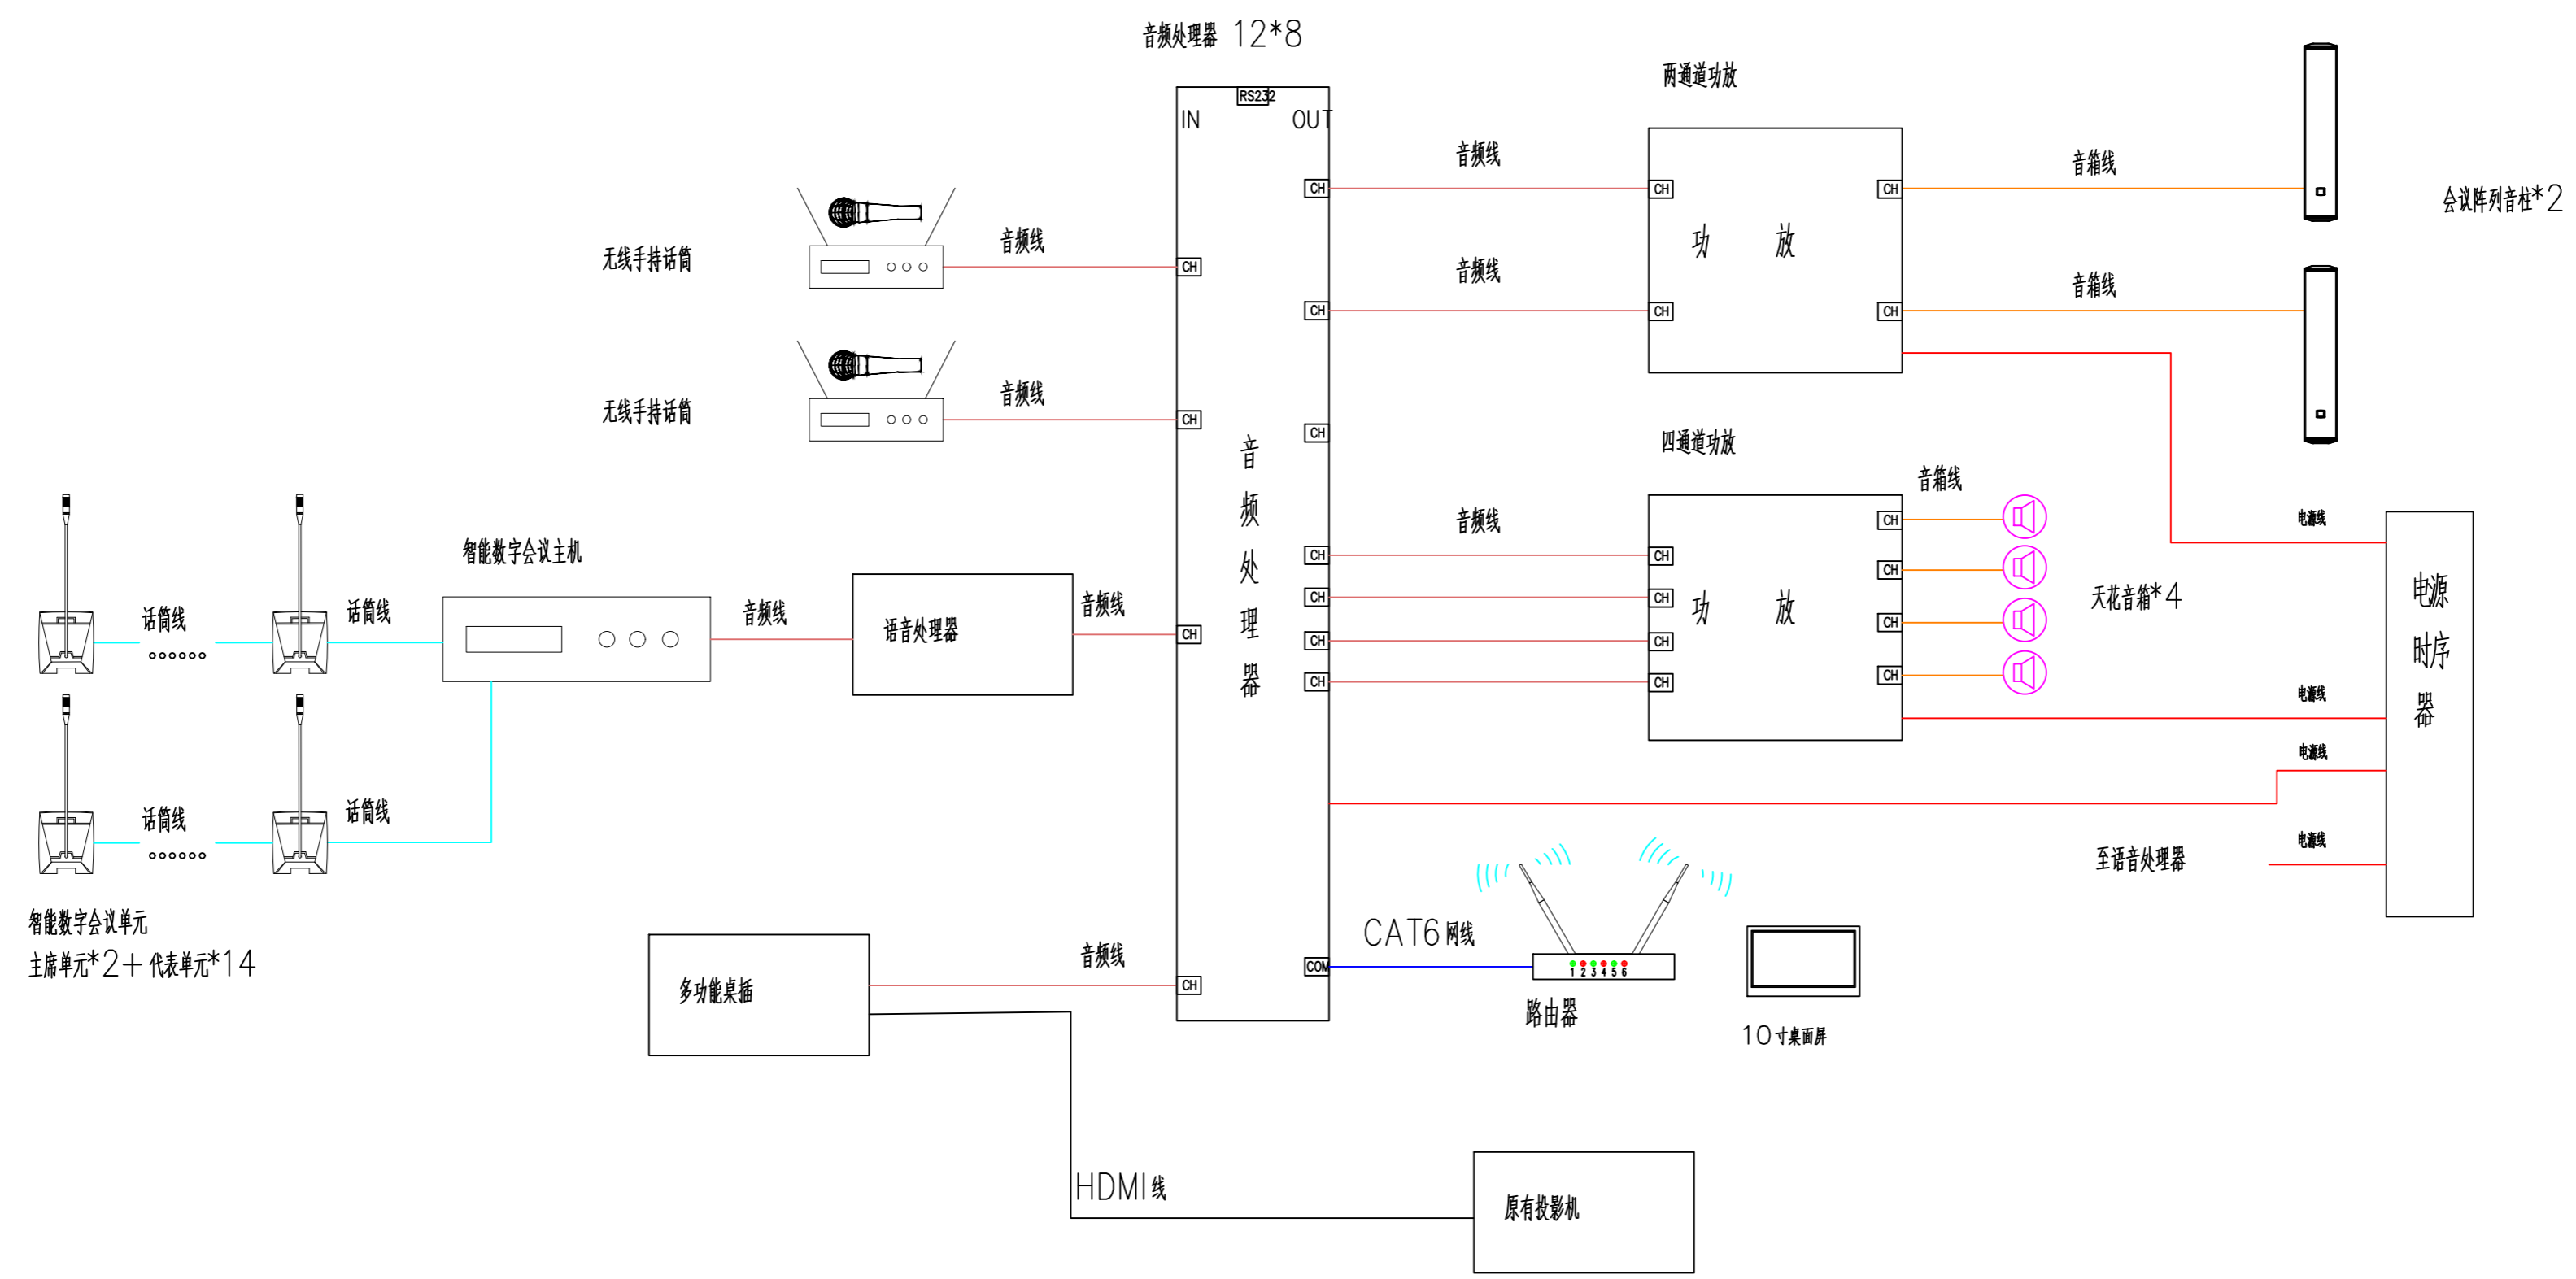 音频处理器 12*8
两通道功放
RS232
IN
OUT
CH
音频线
CH
CH
音箱线
会议阵列音柱*2
功 放
无线手持话筒
音频线
CH
CH
音频线
CH
CH
音箱线
无线手持话筒
音频线
CH
CH
四通道功放
音箱线
音
频
处
理
器
智能数字会议主机
音频线
CH
CH
CH
CH
CH
CH
CH
CH
CH
CH
CH
CH
功 放
天花音箱*4
电源线
电源
时序
器
话筒线
话筒线
音频线
语音处理器
音频线
CH
电源线
电源线
话筒线
话筒线
电源线
至语音处理器
智能数字会议单元
主席单元*2+代表单元*14
多功能桌插
音频线
CH
COM
CAT6网线
1 2 3 4 5 6
路由器
10寸桌面屏
HDMI线
原有投影机